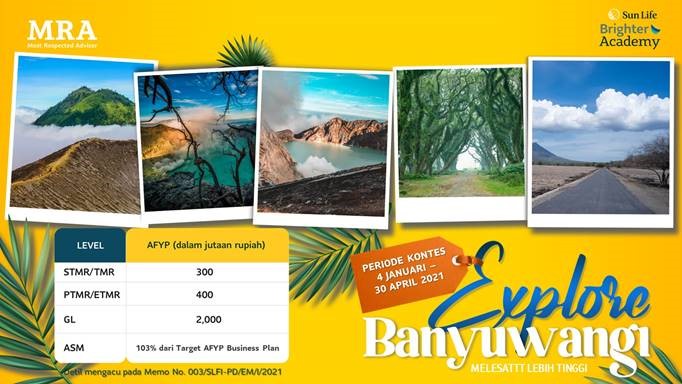 MRA
Most Respected Advisor
Sun Life
Brighter
Academy
LEVEL AFYP (dalam jutaan rupiah)
STMR/TMR 300
PTMR/ETMR 400
GL 2,000
ASM 103% dari Target AFYP Business Plan
Detil mengacu pada Memo No. 003/SLFI-PD/EM/I/2021
PERIODE KONTES
4 JANUARI –
30 APRIL 2021
Explore
Banyuwangi
MELESATTT LEBIH TINGGI